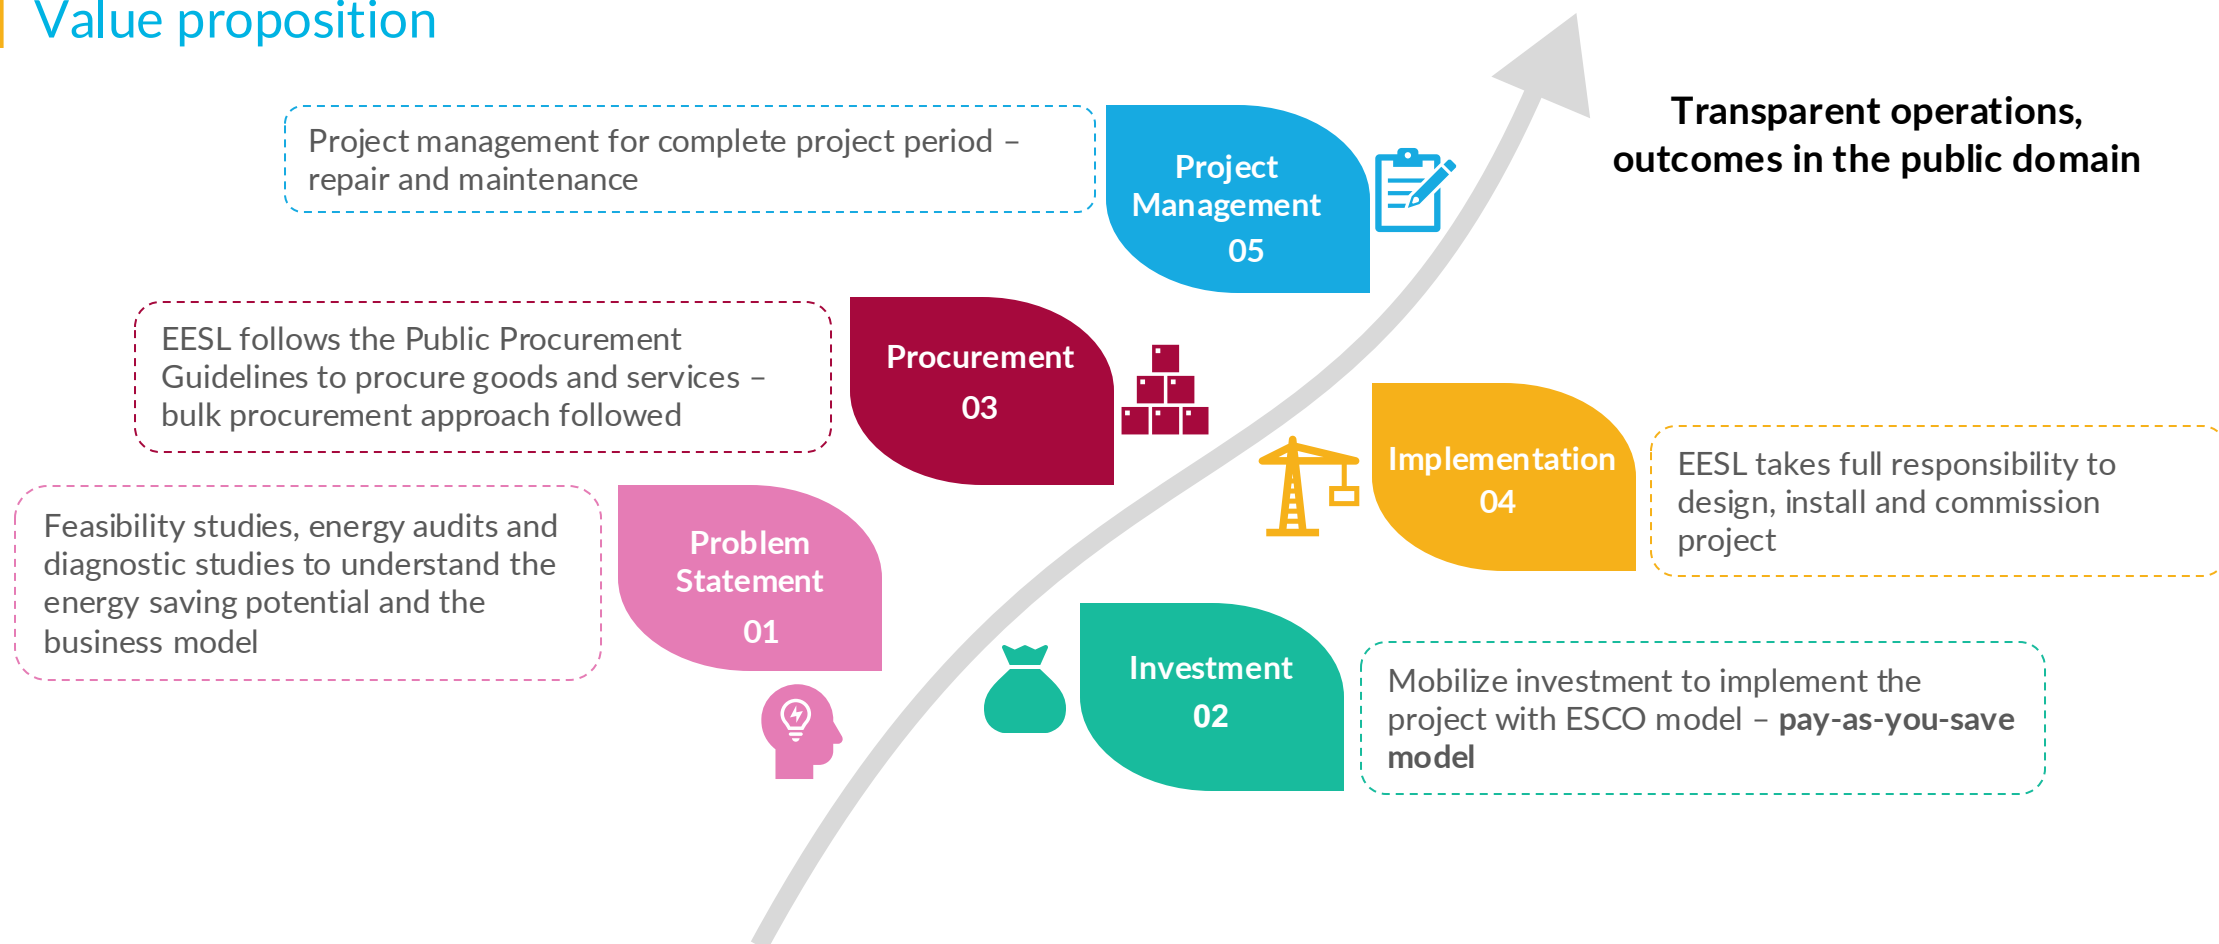 Value proposition
Transparent operations,
outcomes in the public domain
Project management for complete project period –
repair and maintenance
Project
Management
05
EESL follows the Public Procurement
Guidelines to procure goods and services –
bulk procurement approach followed
Procurement
03
Implementation
04
EESL takes full responsibility to
design, install and commission
project
Feasibility studies, energy audits and
diagnostic studies to understand the
energy saving potential and the
business model
Problem
Statement
01
Investment
02
Mobilize investment to implement the
project with ESCO model – pay-as-you-save
model